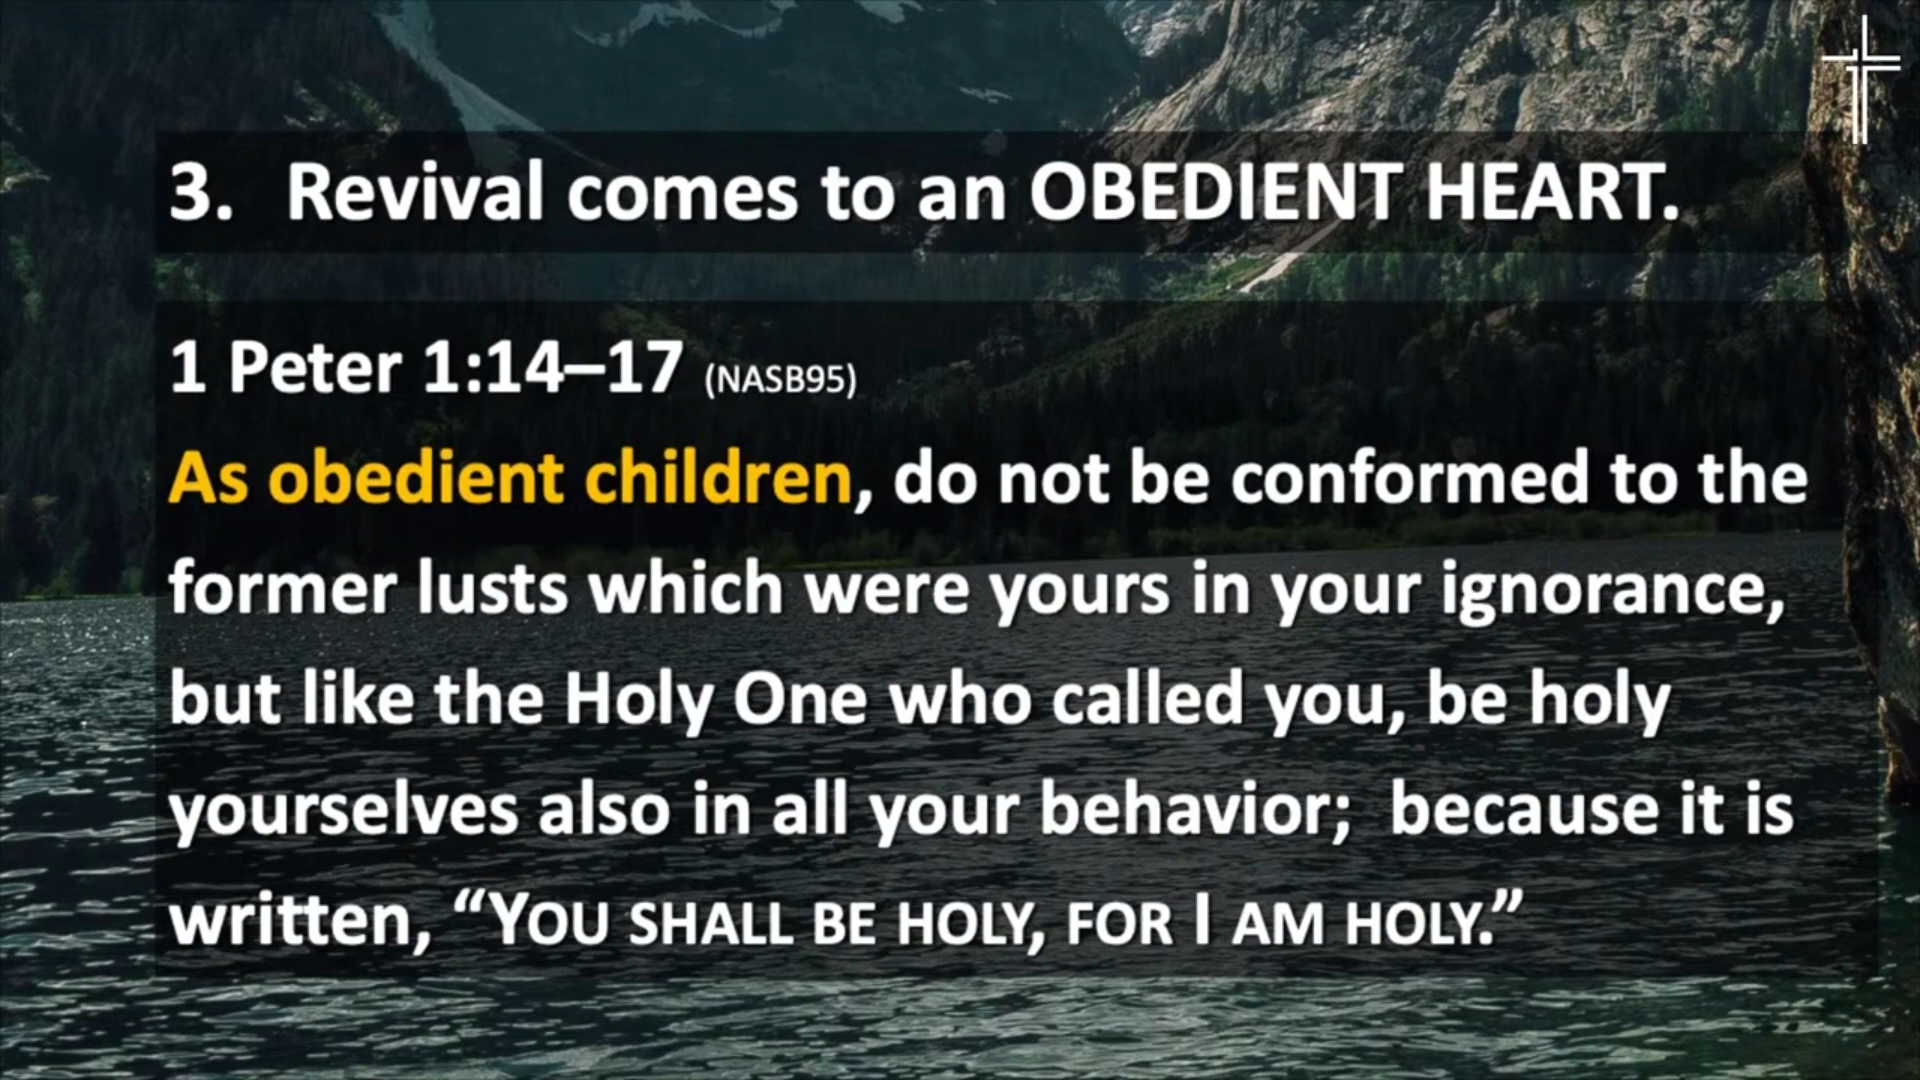 3. Revival comes to an OBEDIENT HEART.
1 Peter 1:14–17 (NASB95)
As obedient children, do not be conformed to the
former lusts which were yours in your ignorance,
but like the Holy One who called you, be holy
yourselves also in all your behavior;  because it is
written, “YOU SHALL BE HOLY, FOR I AM HOLY.”